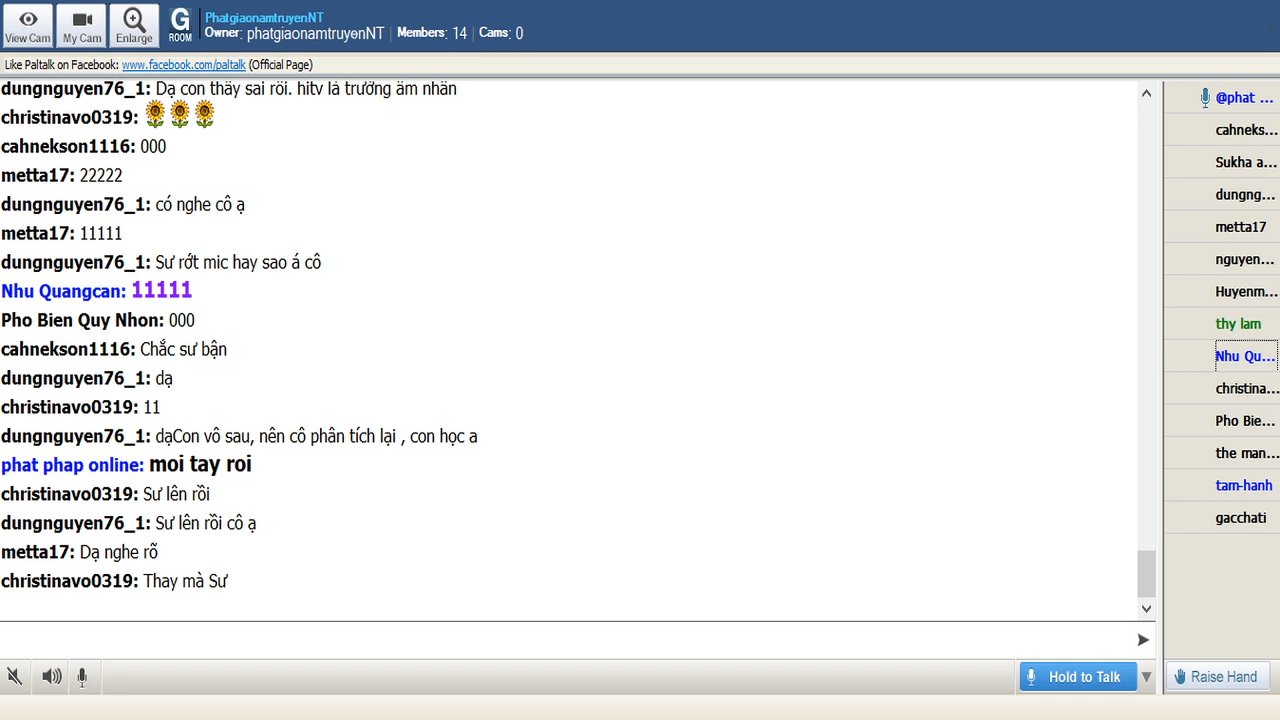 PhatgiaonamtruyenNT
View Cam My Cam Enlarge G ROOM Owner: phatgiaonamtruyenNT Members: 14 Cams: 0
Like Paltalk on Facebook: www.facebook.com/paltalk (Official Page)
dungnguyen76_1: Dạ con thấy sai rồi. hitv là trưởng âm nhăn
christinavo0319:
cahnekson1116: 000
metta17: 22222
dungnguyen76_1: có nghe cô ạ
metta17: 11111
dungnguyen76_1: Sư rớt mic hay sao á cô
Nhu Quangcan: 11111
Pho Bien Quy Nhon: 000
cahnekson1116: Chắc sư bận
dungnguyen76_1: dạ
christinavo0319: 11
dungnguyen76_1: dạCon vô sau, nên cô phân tích lại , con học a
phat phap online: moi tay roi
christinavo0319: Sư lên rồi
dungnguyen76_1: Sư lên rồi cô ạ
metta17: Dạ nghe rõ
christinavo0319: Thay mà Sư
@phat ...
cahneks...
Sukha a...
dungng...
metta17
nguyen...
Huyenm...
thy lam
Nhu Qu...
christina...
Pho Bie...
the man...
tam-hanh
gacchati
Hold to Talk
Raise Hand